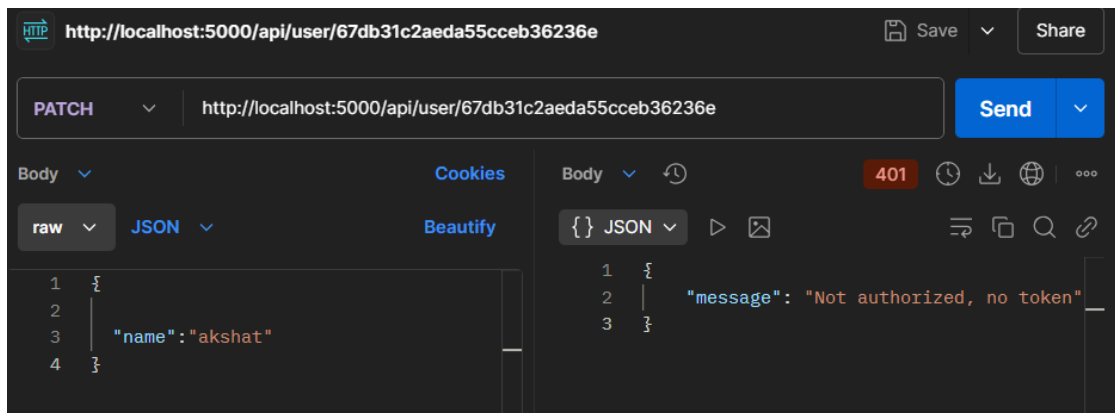 HTTP http://localhost:5000/api/user/67db31c2aeda55cceb36236e Save Share
PATCH http://localhost:5000/api/user/67db31c2aeda55cceb36236e Send
Body Cookies Body 401
raw JSON Beautify {} JSON
1 {
2
3 "name":"akshat"
4 }
1 {
2 "message": "Not authorized, no token"
3 }